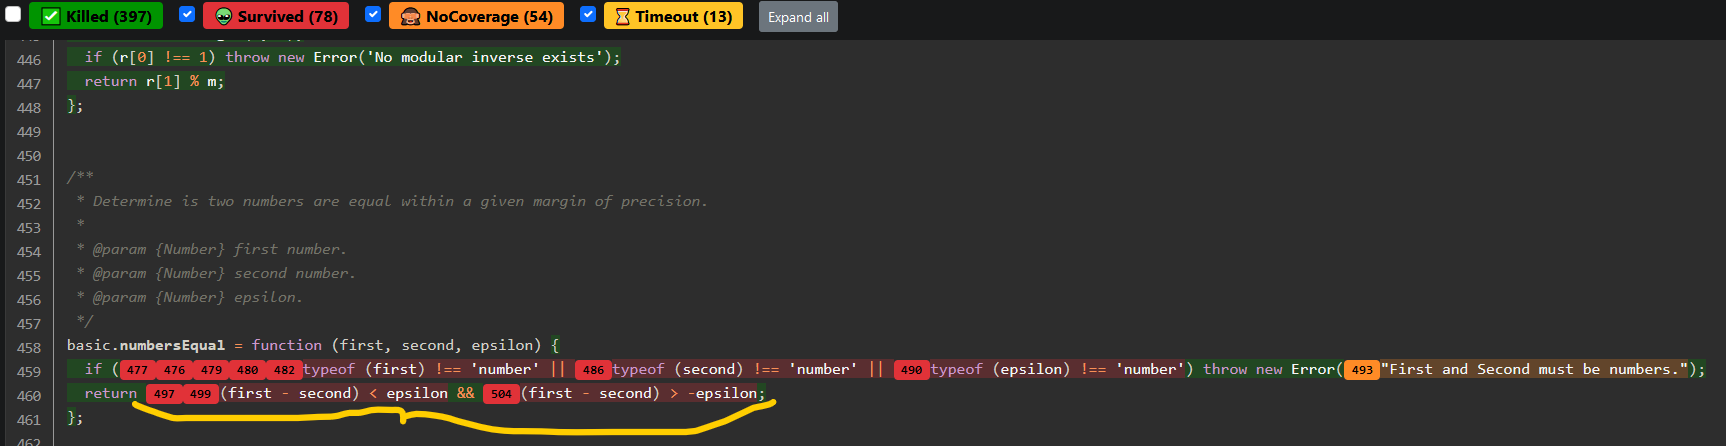 Killed (397) Survived (78) NoCoverage (54) Timeout (13) Expand all
446 if (r[0] !== 1) throw new Error('No modular inverse exists');
447 return r[1] % m;
448 };
449
450
451 /**
452 * Determine is two numbers are equal within a given margin of precision.
453 *
454 * @param {Number} first number.
455 * @param {Number} second number.
456 * @param {Number} epsilon.
457 */
458 basic.numbersEqual = function (first, second, epsilon) {
459 if (477 476 479 480 482 typeof (first) !== 'number' || 486 typeof (second) !== 'number' || 490 typeof (epsilon) !== 'number') throw new Error(493 "First and Second must be numbers.");
460 return 497 499 (first - second) < epsilon && 504 (first - second) > -epsilon;
461 };
462